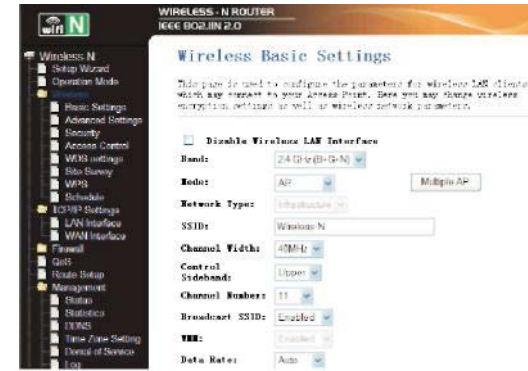 wifi N
WIRELESS-N ROUTER
IEEE 802.11N 2.0
Wireless N
Setup Wizard
Operation Mode
Wireless
Basic Settings
Advanced Settings
Security
Access Control
WDS settings
Site Survey
WPS
Schedule
TCP/IP Settings
LAN Interface
WAN Interface
Firewall
QoS
Route Setup
Management
Status
Statistics
DDNS
Time Zone Setting
Denial of Service
Log
Wireless Basic Settings
This page is used to configure the parameters for wireless LAN clients
which may connect to your Access Point. Here you may change wireless
encryption settings as well as wireless network parameters.
Disable Wireless LAN Interface
Band: 2.4 GHz (B+G+N)
Mode: AP Multiple AP
Network Type: Infrastructure
SSID: Wireless-N
Channel Width: 40MHz
Control Sideband: Upper
Channel Number: 11
Broadcast SSID: Enabled
WMM: Enabled
Data Rate: Auto